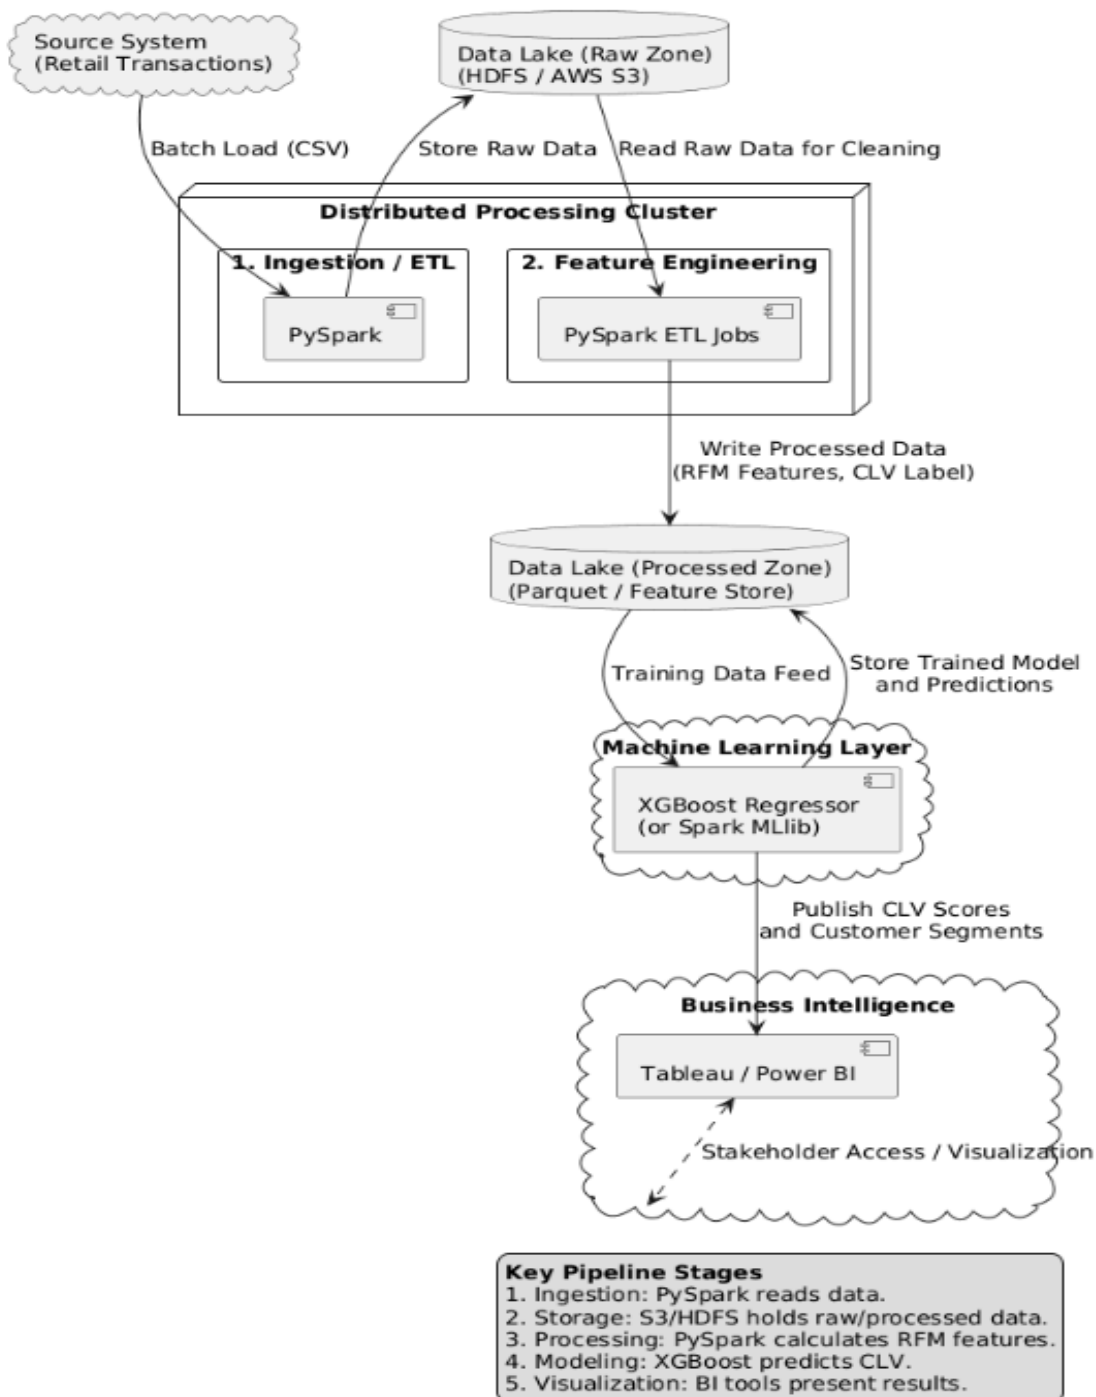 Source System
(Retail Transactions)
Data Lake (Raw Zone)
(HDFS / AWS S3)
Batch Load (CSV)
Store Raw Data
Read Raw Data for Cleaning
Distributed Processing Cluster
1. Ingestion / ETL
2. Feature Engineering
PySpark
PySpark ETL Jobs
Write Processed Data
(RFM Features, CLV Label)
Data Lake (Processed Zone)
(Parquet / Feature Store)
Training Data Feed
Store Trained Model
and Predictions
Machine Learning Layer
XGBoost Regressor
(or Spark MLlib)
Publish CLV Scores
and Customer Segments
Business Intelligence
Tableau / Power BI
Stakeholder Access / Visualization
Key Pipeline Stages
1. Ingestion: PySpark reads data.
2. Storage: S3/HDFS holds raw/processed data.
3. Processing: PySpark calculates RFM features.
4. Modeling: XGBoost predicts CLV.
5. Visualization: BI tools present results.